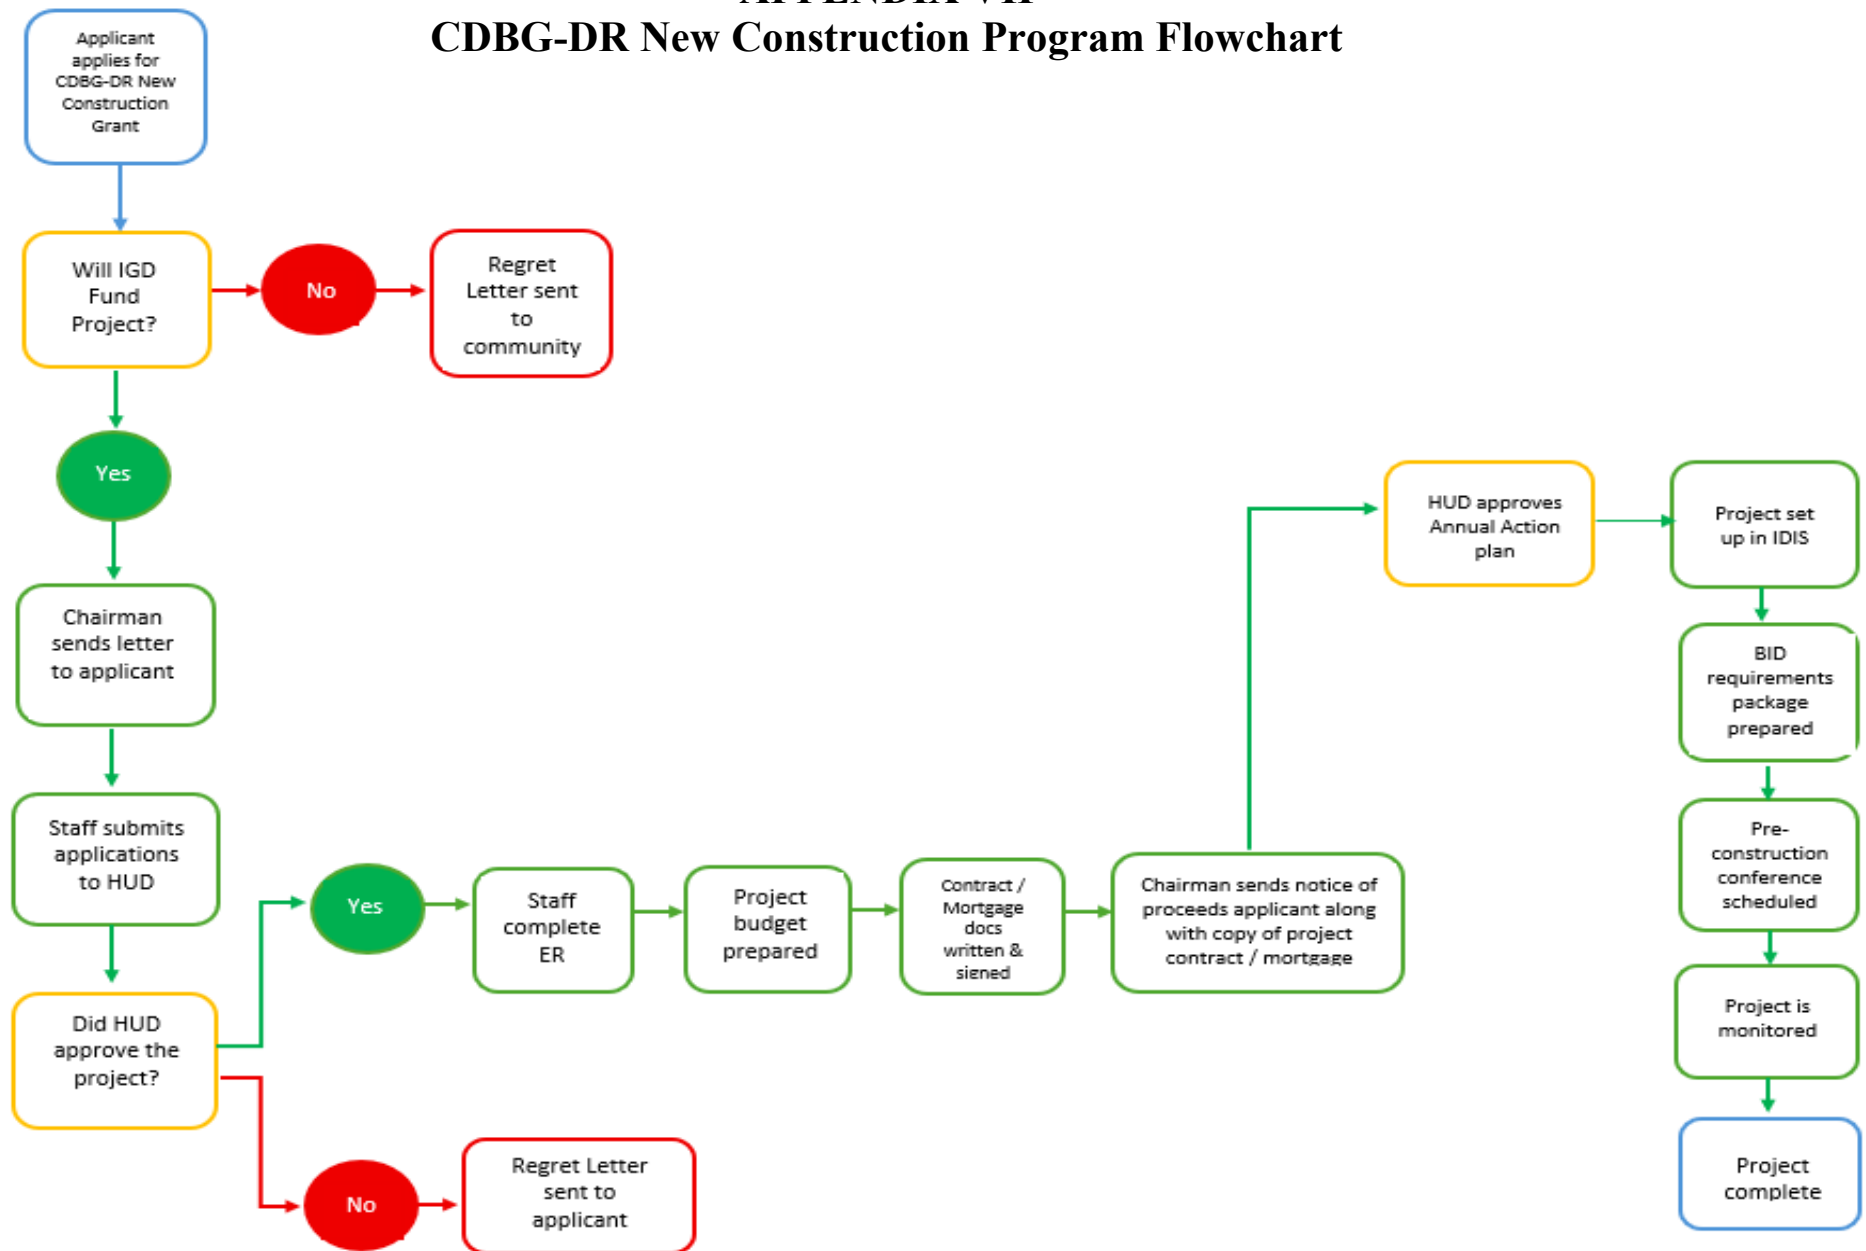 APPENDIX VII
CDBG-DR New Construction Program Flowchart
Applicant
applies for
CDBG-DR New
Construction
Grant
Will IGD
Fund
Project?
No
Regret
Letter sent
to
community
Yes
Chairman
sends letter
to applicant
Staff submits
applications
to HUD
Did HUD
approve the
project?
Yes
Staff
complete
ER
Project
budget
prepared
Contract /
Mortgage
docs
written &
signed
Chairman sends notice of
proceeds applicant along
with copy of project
contract / mortgage
HUD approves
Annual Action
plan
Project set
up in IDIS
BID
requirements
package
prepared
Pre-
construction
conference
scheduled
Project is
monitored
Project
complete
No
Regret Letter
sent to
applicant